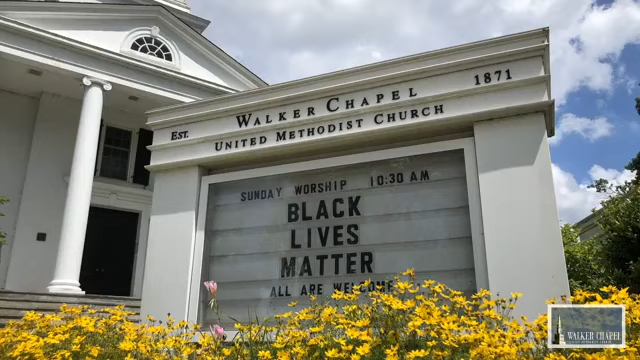 WALKER CHAPEL
EST. 1871
UNITED METHODIST CHURCH
SUNDAY WORSHIP 10:30 AM
BLACK
LIVES
MATTER
ALL ARE WELCOME
WALKER CHAPEL